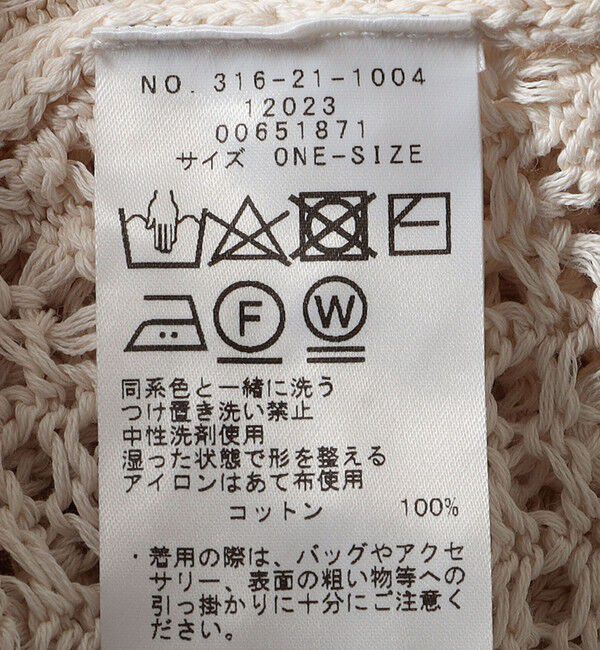 NO. 316-21-1004
12023
00651871
サイズ ONE-SIZE
F W
同系色と一緒に洗う
つけ置き洗い禁止
中性洗剤使用
湿った状態で形を整える
アイロンはあて布使用
コットン 100%
・着用の際は、バッグやアクセ
サリー、表面の粗い物等への
引っ掛かりに十分にご注意く
ださい。